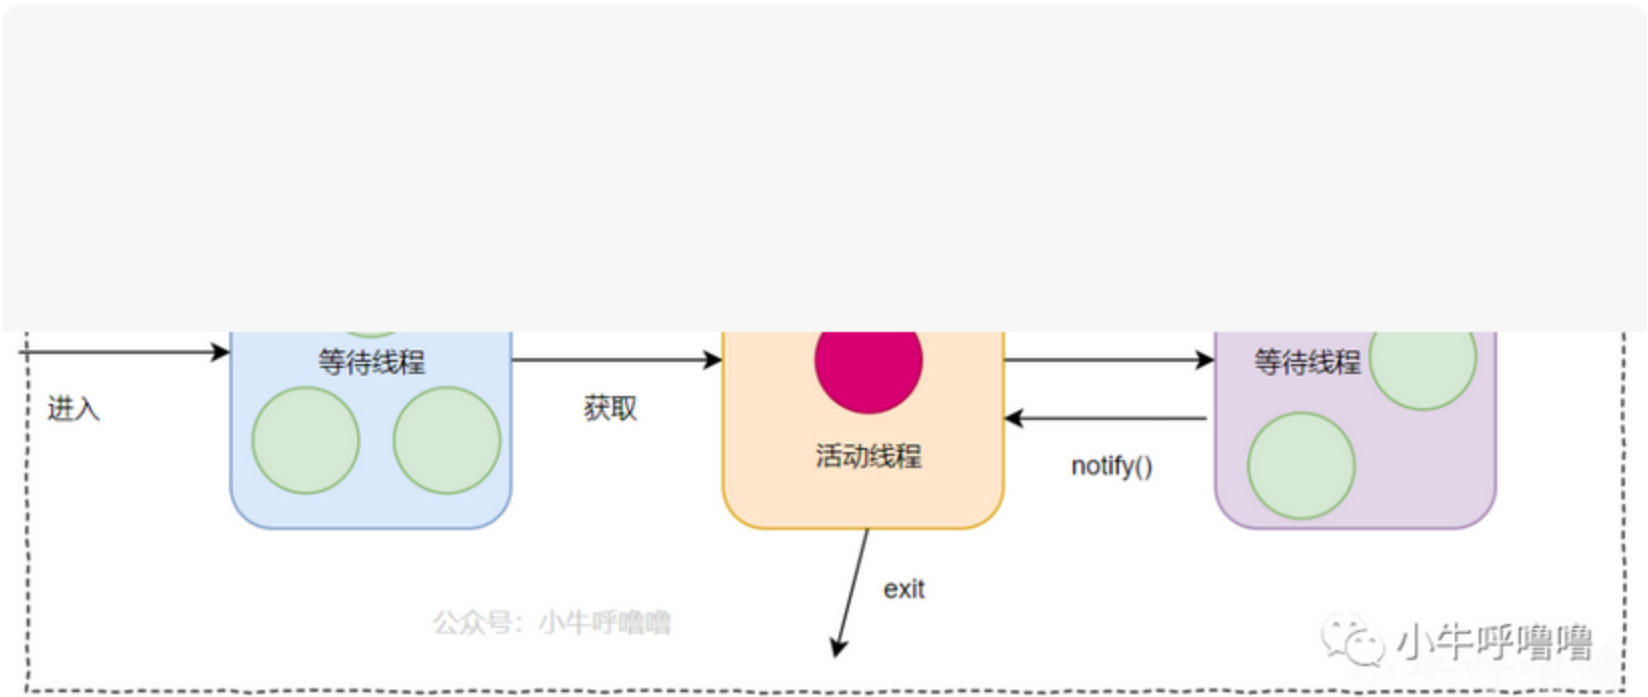 等待线程
等待线程
进入
获取
活动线程
notify()
exit
公众号：小牛呼噜噜
小牛呼噜噜